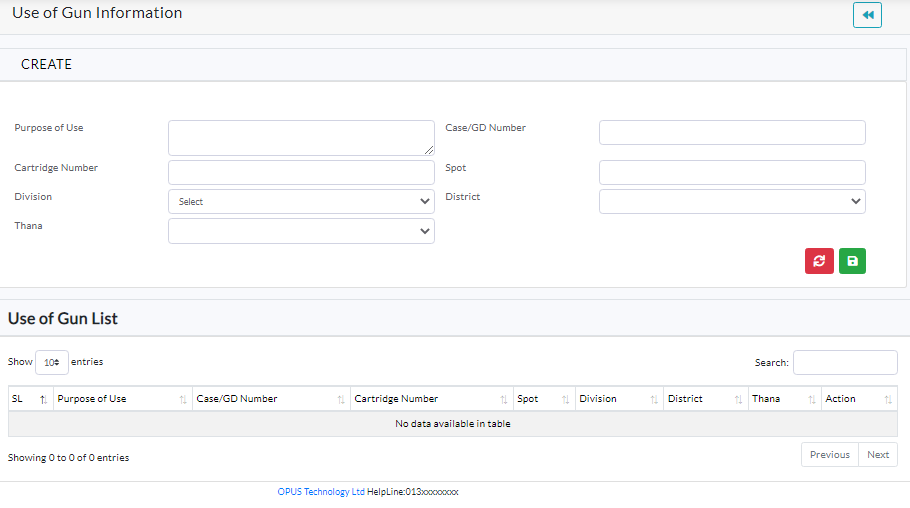 Use of Gun Information
CREATE
Purpose of Use
Case/GD Number
Cartridge Number
Spot
Division Select
District
Thana
Use of Gun List
Show 10 entries
Search:
SL Purpose of Use Case/GD Number Cartridge Number Spot Division District Thana Action
No data available in table
Showing 0 to 0 of 0 entries
Previous Next
OPUS Technology Ltd HelpLine:013xxxxxxxx